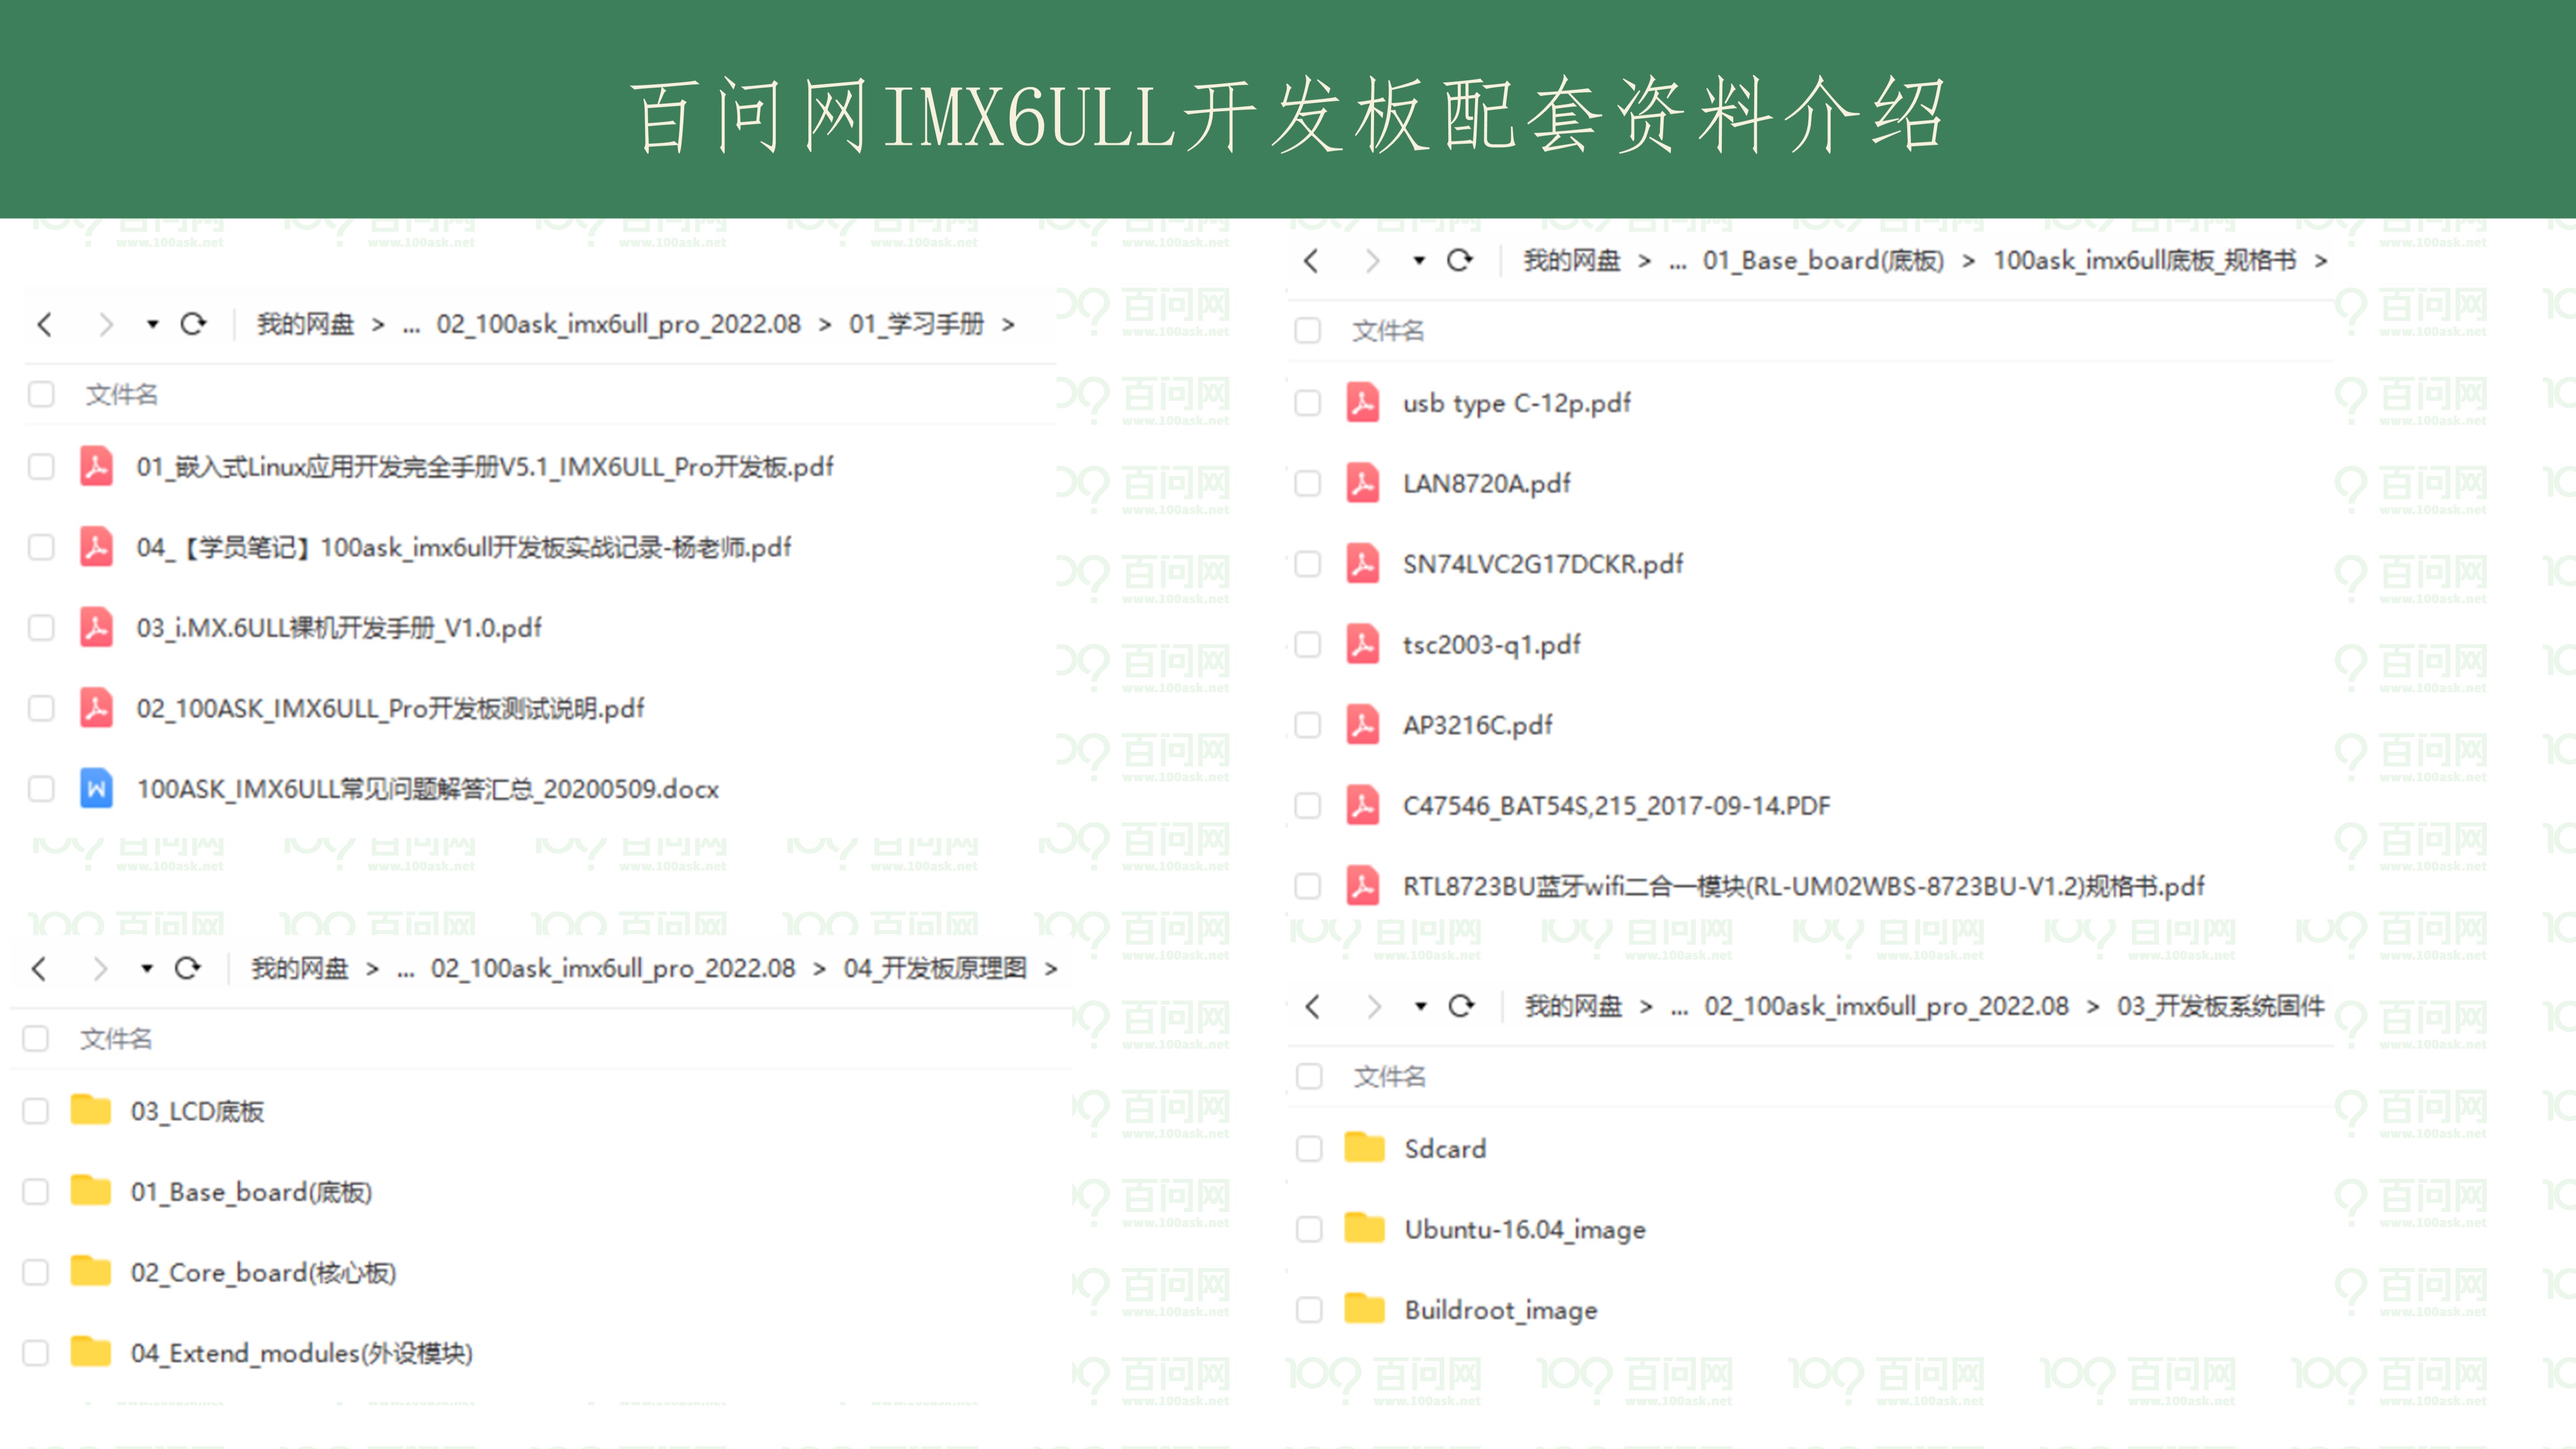 百问网IMX6ULL开发板配套资料介绍
我的网盘 > ... 02_100ask_imx6ull_pro_2022.08 > 01_学习手册 >
文件名
01_嵌入式Linux应用开发完全手册V5.1_IMX6ULL_Pro开发板.pdf
04_【学员笔记】100ask_imx6ull开发板实战记录-杨老师.pdf
03_i.MX.6ULL裸机开发手册_V1.0.pdf
02_100ASK_IMX6ULL_Pro开发板测试说明.pdf
100ASK_IMX6ULL常见问题解答汇总_20200509.docx
我的网盘 > ... 02_100ask_imx6ull_pro_2022.08 > 04_开发板原理图 >
文件名
03_LCD底板
01_Base_board(底板)
02_Core_board(核心板)
04_Extend_modules(外设模块)
我的网盘 > ... 01_Base_board(底板) > 100ask_imx6ull底板_规格书 >
文件名
usb type C-12p.pdf
LAN8720A.pdf
SN74LVC2G17DCKR.pdf
tsc2003-q1.pdf
AP3216C.pdf
C47546_BAT54S,215_2017-09-14.PDF
RTL8723BU蓝牙wifi二合一模块(RL-UM02WBS-8723BU-V1.2)规格书.pdf
我的网盘 > ... 02_100ask_imx6ull_pro_2022.08 > 03_开发板系统固件
文件名
Sdcard
Ubuntu-16.04_image
Buildroot_image
百问网
www.100ask.net